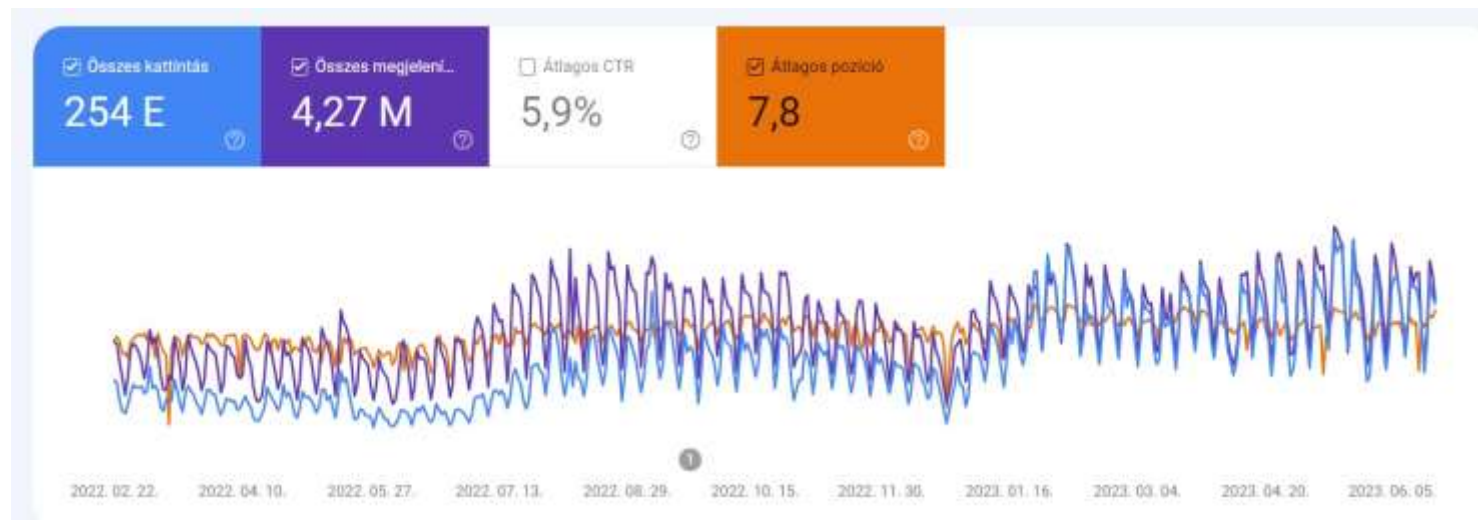 Összes kattintás
254 E
Összes megjelení...
4,27 M
Átlagos CTR
5,9%
Átlagos pozíció
7,8
1
2022. 02. 22. 2022. 04. 10. 2022. 05. 27. 2022. 07. 13. 2022. 08. 29. 2022. 10. 15. 2022. 11. 30. 2023. 01. 16. 2023. 03. 04. 2023. 04. 20. 2023. 06. 05.